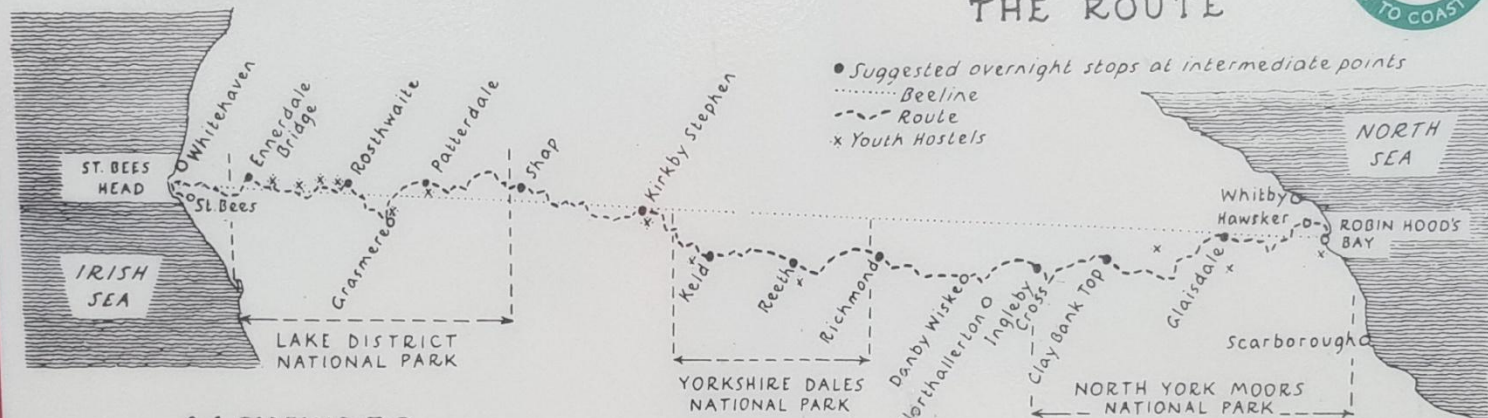 THE ROUTE
TO COAST
Suggested overnight stops at intermediate points
Beeline
Route
Youth Hostels
NORTH
SEA
ST. BEES
HEAD
IRISH
SEA
Whitehaven
St. Bees
Ennerdale
Bridge
Rosthwaite
Grasmere
Patterdale
Shap
Kirkby Stephen
Keld
Reeth
Richmond
Danby Wiske
Ingleby
Cross
Clay Bank Top
Glaisdale
Whitby
Hawsker
ROBIN HOOD'S
BAY
Scarborough
LAKE DISTRICT
NATIONAL PARK
YORKSHIRE DALES
NATIONAL PARK
NORTH YORK MOORS
NATIONAL PARK